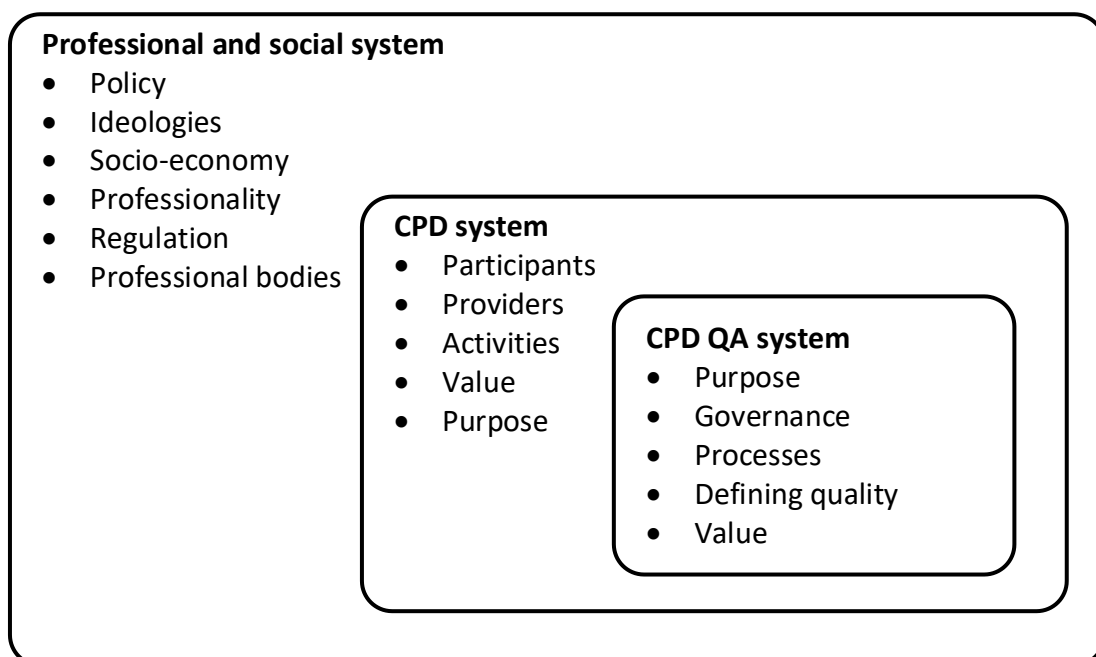 Professional and social system
• Policy
• Ideologies
• Socio-economy
• Professionality
• Regulation
• Professional bodies
CPD system
• Participants
• Providers
• Activities
• Value
• Purpose
CPD QA system
• Purpose
• Governance
• Processes
• Defining quality
• Value